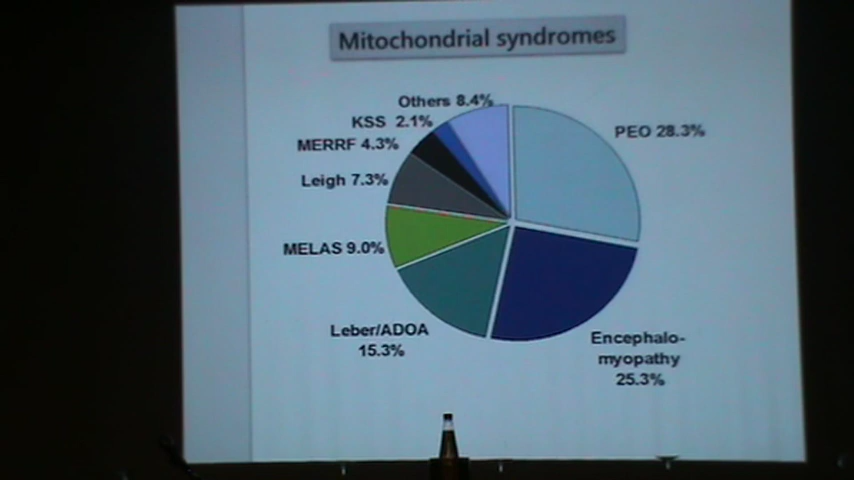 Mitochondrial syndromes
Others 8.4%
KSS 2.1%
PEO 28.3%
MERRF 4.3%
Leigh 7.3%
MELAS 9.0%
Leber/ADOA
15.3%
Encephalo-
myopathy
25.3%